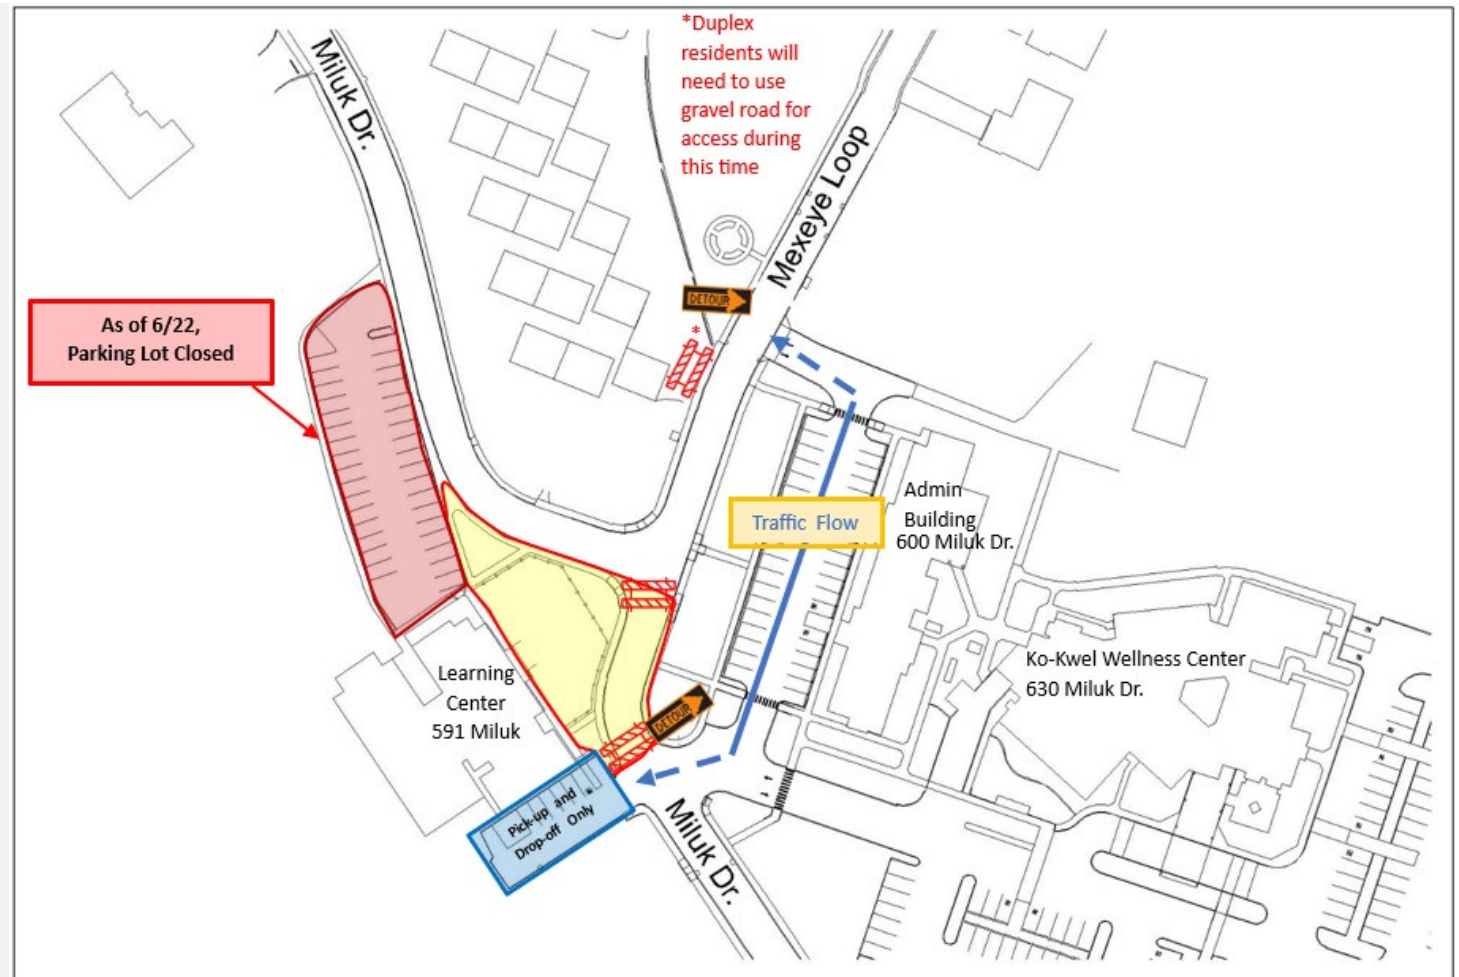 *Duplex
residents will
need to use
gravel road for
access during
this time
Miluk Dr.
Mexeye Loop
DETOUR
As of 6/22,
Parking Lot Closed
Traffic Flow
Admin
Building
600 Miluk Dr.
*
Ko-Kwel Wellness Center
630 Miluk Dr.
Learning
Center
591 Miluk
DETOUR
Pick-up and
Drop-off Only
Miluk Dr.